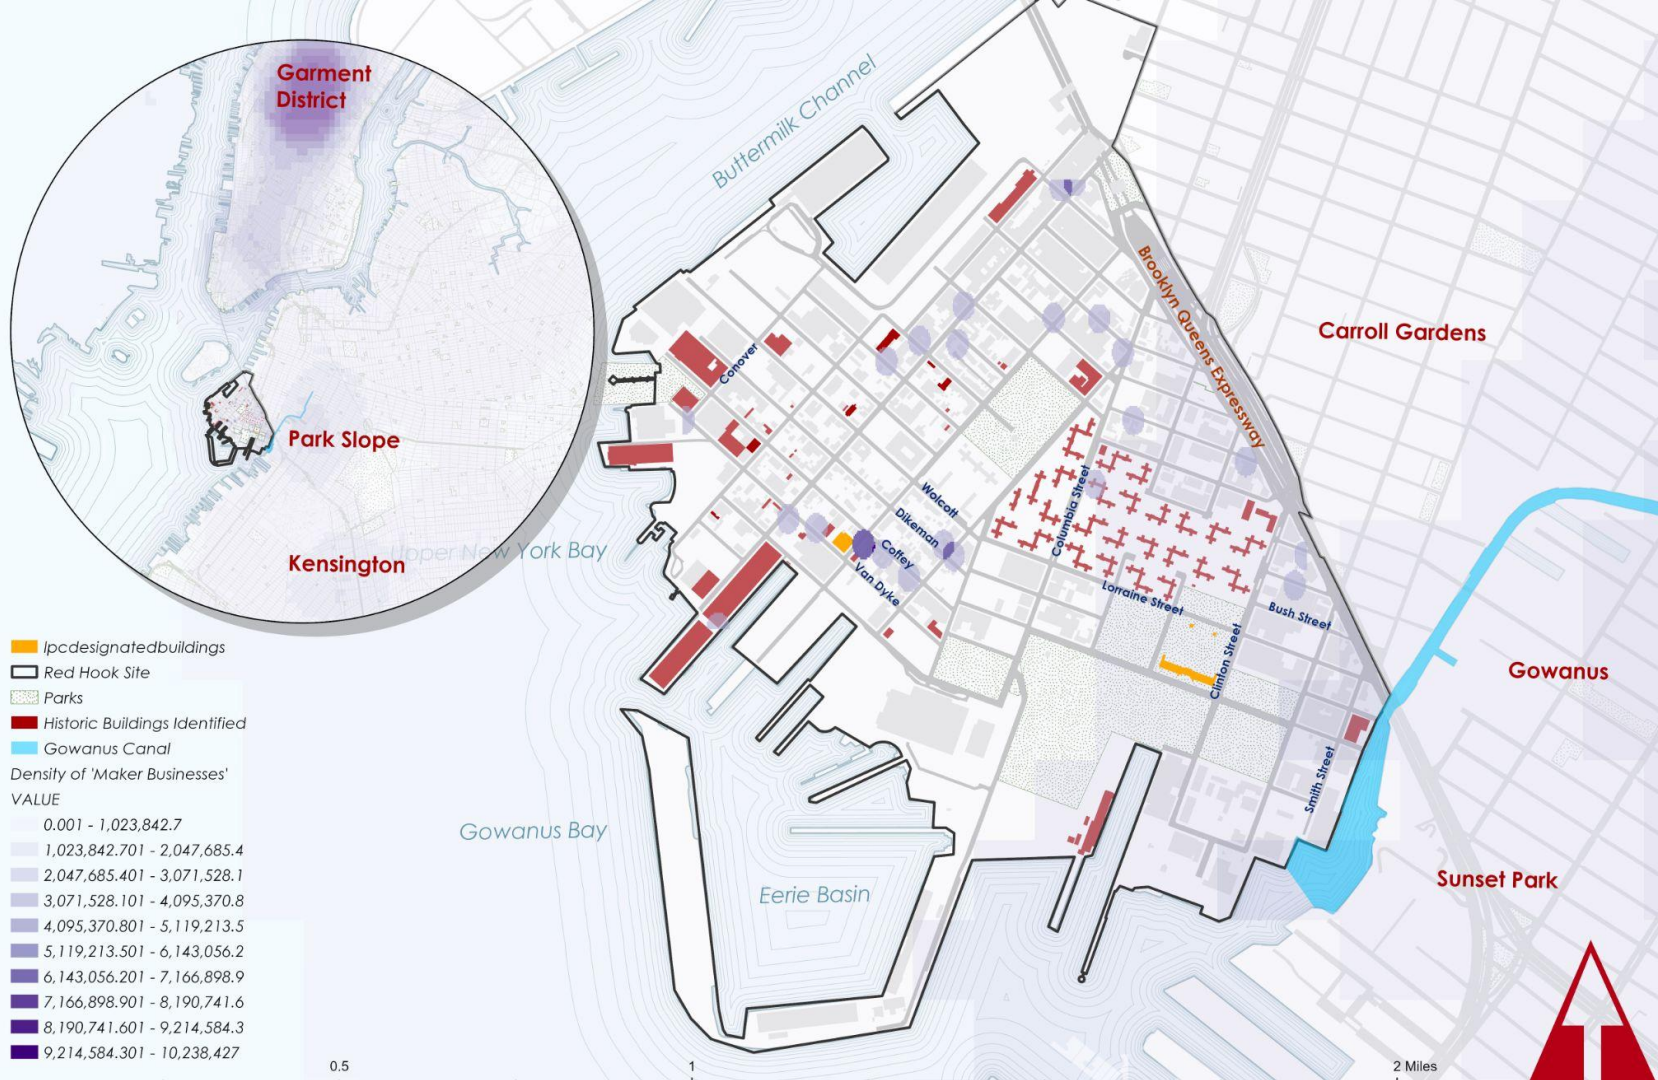 Garment
District
Buttermilk Channel
Brooklyn Queens Expressway
Carroll Gardens
Conover
Park Slope
Columbia Street
Wolcott
Dikeman
Coffey
Van Dyke
Upper New York Bay
Kensington
Lorraine Street
Bush Street
Clinton Street
Gowanus
Smith Street
Gowanus Bay
Eerie Basin
Sunset Park
lpcdesignatedbuildings
Red Hook Site
Parks
Historic Buildings Identified
Gowanus Canal
Density of 'Maker Businesses'
VALUE
0.001 - 1,023,842.7
1,023,842.701 - 2,047,685.4
2,047,685.401 - 3,071,528.1
3,071,528.101 - 4,095,370.8
4,095,370.801 - 5,119,213.5
5,119,213.501 - 6,143,056.2
6,143,056.201 - 7,166,898.9
7,166,898.901 - 8,190,741.6
8,190,741.601 - 9,214,584.3
9,214,584.301 - 10,238,427
0.5
1
2 Miles